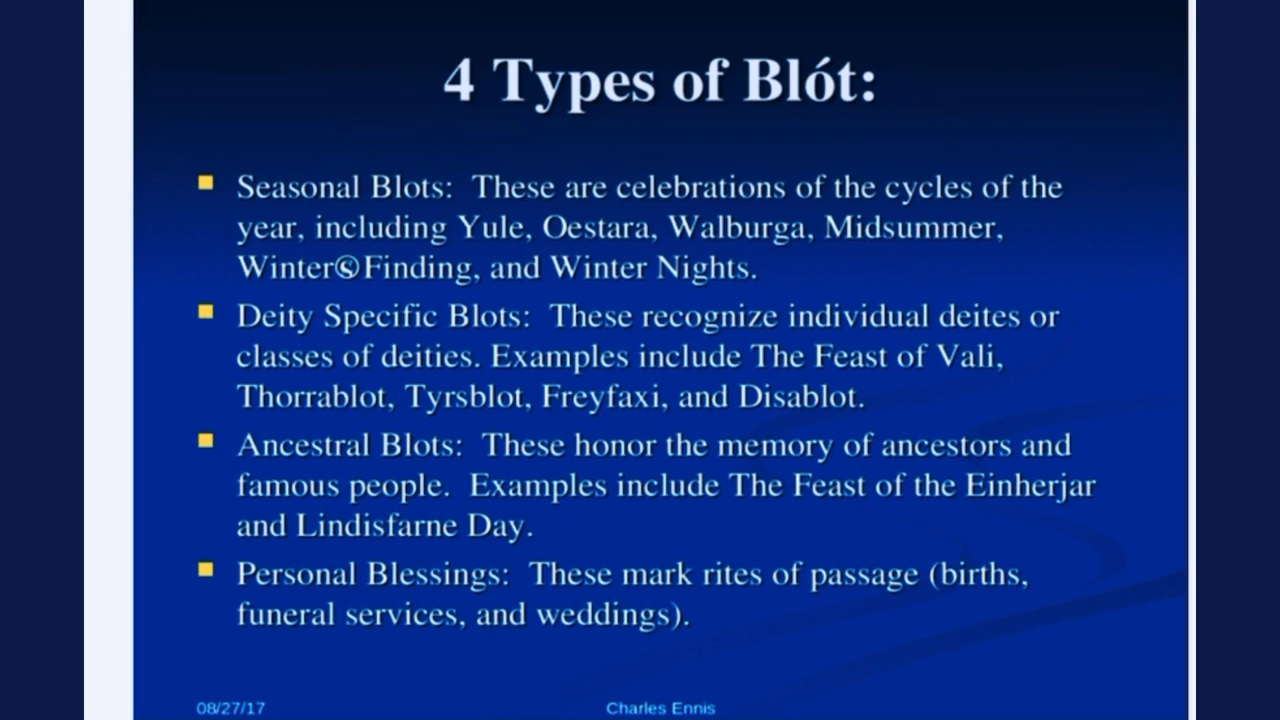 4 Types of Blót:
Seasonal Blots: These are celebrations of the cycles of the
year, including Yule, Oestara, Walburga, Midsummer,
Winter Finding, and Winter Nights.
Deity Specific Blots: These recognize individual deites or
classes of deities. Examples include The Feast of Vali,
Thorrablot, Tyrsblot, Freyfaxi, and Disablot.
Ancestral Blots: These honor the memory of ancestors and
famous people. Examples include The Feast of the Einherjar
and Lindisfarne Day.
Personal Blessings: These mark rites of passage (births,
funeral services, and weddings).
08/27/17
Charles Ennis